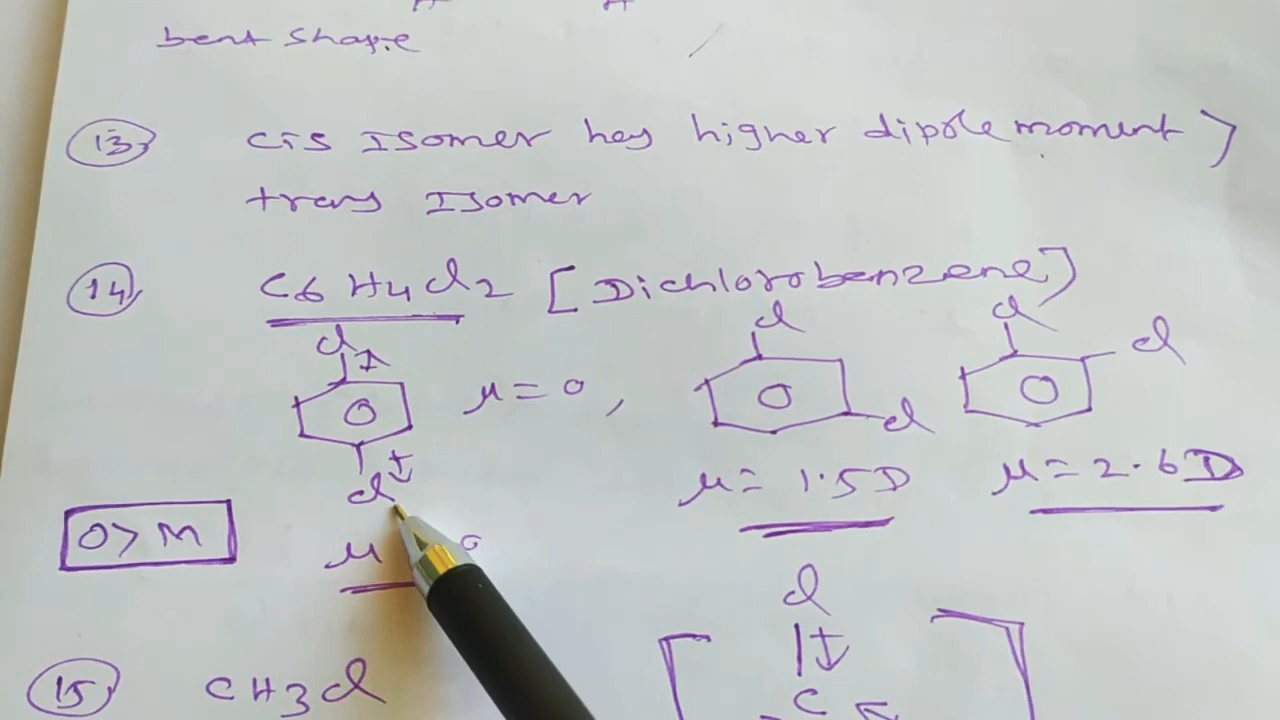 bent shape
13 cis Isomer has higher dipole moment >
trans Isomer
14 C6H4Cl2 [Dichlorobenzene]
Cl Cl Cl Cl
μ=0,
Cl Cl
μ=1.5D μ=2.6D
O>M
μ 0
Cl
15 CH3Cl
C